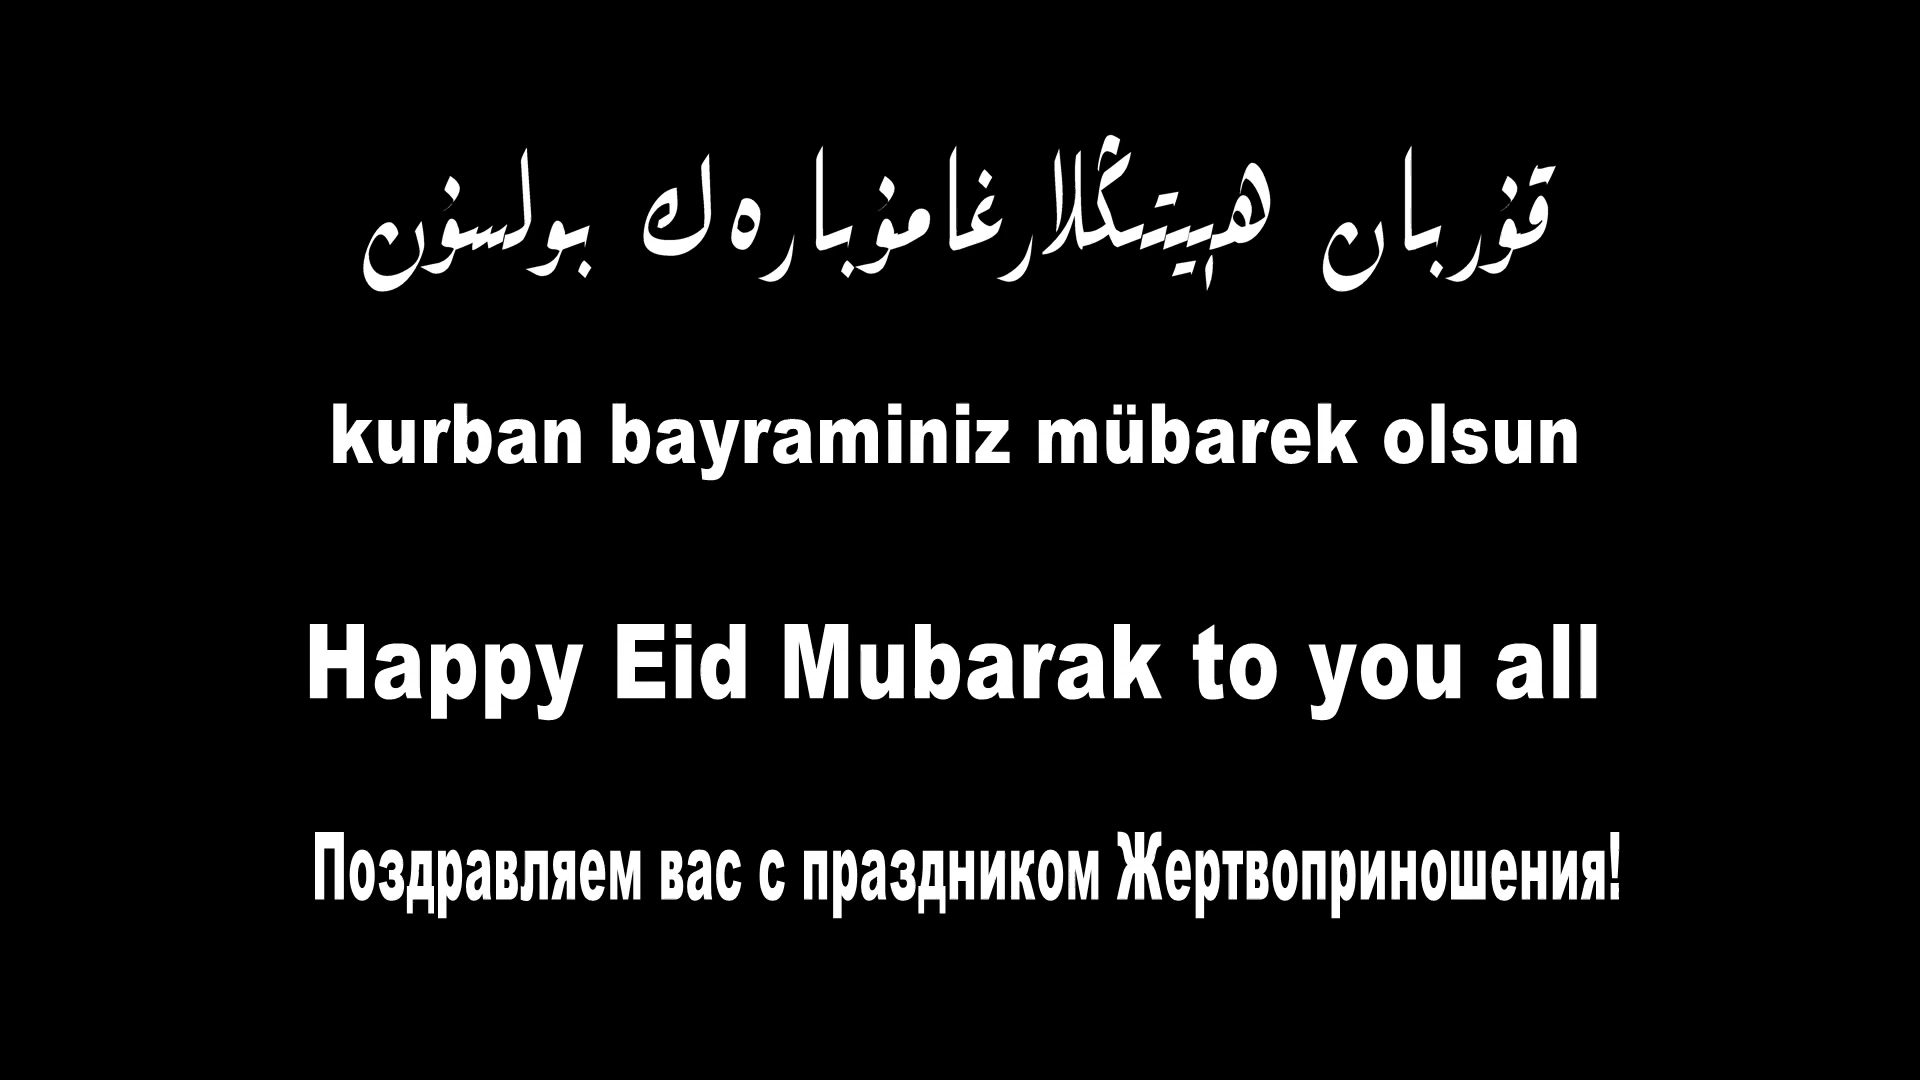 قۇربان ھېيتىڭلارغامۇبارەك بولسۇن
kurban bayraminiz mübarek olsun
Happy Eid Mubarak to you all
Поздравляем вас с праздником Жертвоприношения!